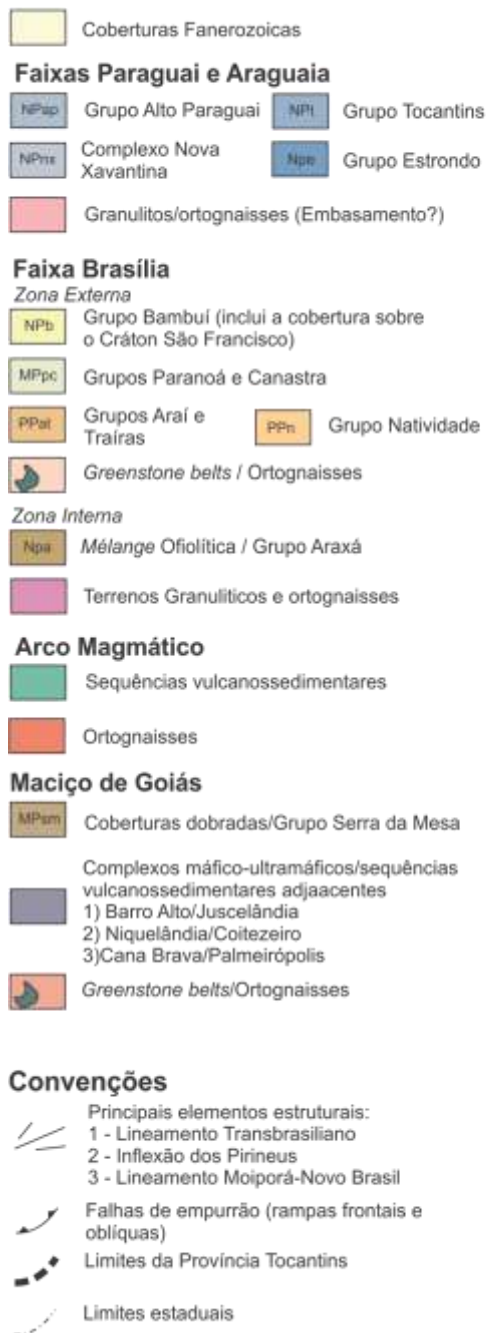 Coberturas Fanerozoicas
Faixas Paraguai e Araguaia
NPap Grupo Alto Paraguai NPt Grupo Tocantins
NPnx Complexo Nova
Xavantina
Npe Grupo Estrondo
Granulitos/ortognaisses (Embasamento?)
Faixa Brasília
Zona Externa
NPb Grupo Bambuí (inclui a cobertura sobre
o Cráton São Francisco)
MPpc Grupos Paranoá e Canastra
PPat Grupos Araí e
Traíras
PPn Grupo Natividade
Greenstone belts / Ortognaisses
Zona Interna
Npa Mélange Ofiolítica / Grupo Araxá
Terrenos Granuliticos e ortognaisses
Arco Magmático
Sequências vulcanossedimentares
Ortognaisses
Maciço de Goiás
MPsm Coberturas dobradas/Grupo Serra da Mesa
Complexos máfico-ultramáficos/sequências
vulcanossedimentares adjaacentes
1) Barro Alto/Juscelândia
2) Niquelândia/Coitezeiro
3)Cana Brava/Palmeirópolis
Greenstone belts/Ortognaisses
Convenções
Principais elementos estruturais:
1 - Lineamento Transbrasiliano
2 - Inflexão dos Pirineus
3 - Lineamento Moiporá-Novo Brasil
Falhas de empurrão (rampas frontais e
oblíquas)
Limites da Província Tocantins
Limites estaduais